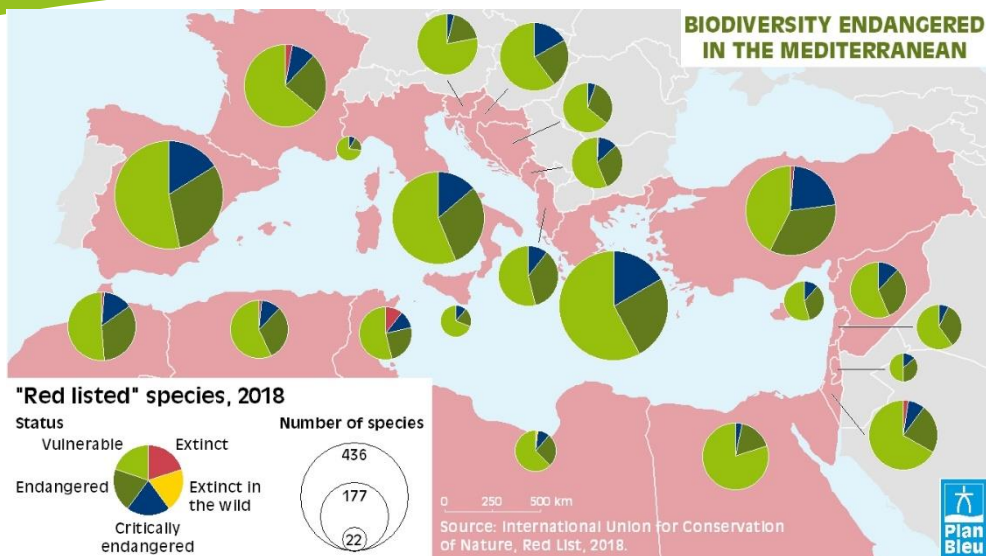 BIODIVERSITY ENDANGERED
IN THE MEDITERRANEAN
"Red listed" species, 2018
Status
Vulnerable
Extinct
Endangered
Extinct in
the wild
Critically
endangered
Number of species
436
177
22
0 250 500 km
Source: International Union for Conservation
of Nature, Red List, 2018.
Plan
Bleu